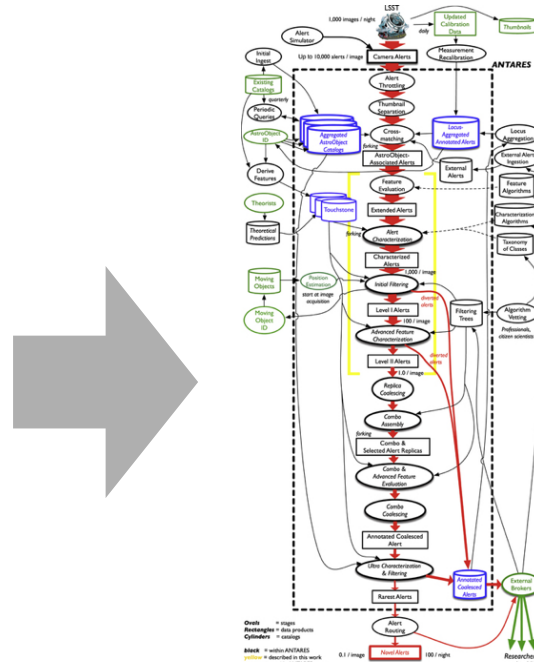 LSST
1,000 images / night
daily
Updated
Calibration
Data
Thumbnails
Alert
Simulator
Up to 10,000 alerts / image
Camera Alerts
Measurement
Recalibration
ANTARES
Initial
Ingest
Existing
Catalogs
quarterly
Periodic
Queries
AstroObject
ID
Derive
Features
Theorists
Theoretical
Predictions
Moving
Objects
Position
Estimation
start at image
acquisition
Moving
Object
ID
Aggregated
AstroObject
Catalogs
Touchstone
Alert
Throttling
Thumbnail
Separation
Cross-
matching
forking
AstroObject-
Associated Alerts
Feature
Evaluation
Extended Alerts
forking
Alert
Characterization
Characterized
Alerts
1,000 / image
Initial Filtering
diverted
alerts
Level I Alerts
100 / image
Advanced Feature
Characterization
diverted
alerts
Level II Alerts
1.0 / image
Replica
Coalescing
Combo
Assembly
forking
Combo &
Selected Alert Replicas
Combo &
Advanced Feature
Evaluation
Combo
Coalescing
Annotated Coalesced
Alert
Ultra Characterization
& Filtering
Rarest Alerts
Alert
Routing
0.1 / image
Novel Alerts
100 / night
Locus-
Aggregated
Annotated Alerts
Locus
Aggregation
External Alert
Ingestion
External
Alerts
Feature
Algorithms
Characterization
Algorithms
Taxonomy
of Classes
Filtering
Trees
Algorithm
Vetting
Professionals,
citizen scientist
Annotated
Coalesced
Alerts
External
Brokers
Researche
Ovals = stages
Rectangles = data products
Cylinders = catalogs
black = within ANTARES
yellow = described in this work